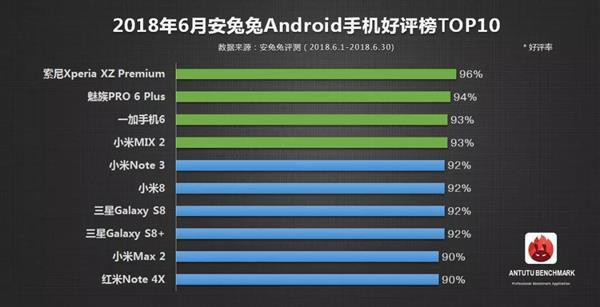 2018年6月安兔兔Android手机好评榜TOP10
数据来源：安兔兔评测 ( 2018.6.1-2018.6.30)
* 好评率
索尼Xperia XZ Premium 96%
魅族PRO 6 Plus 94%
一加手机6 93%
小米MIX 2 93%
小米Note 3 92%
小米8 92%
三星Galaxy S8 92%
三星Galaxy S8+ 92%
小米Max 2 90%
红米Note 4X 90%
ANTUTU BENCHMARK
Professional Benchmark Application